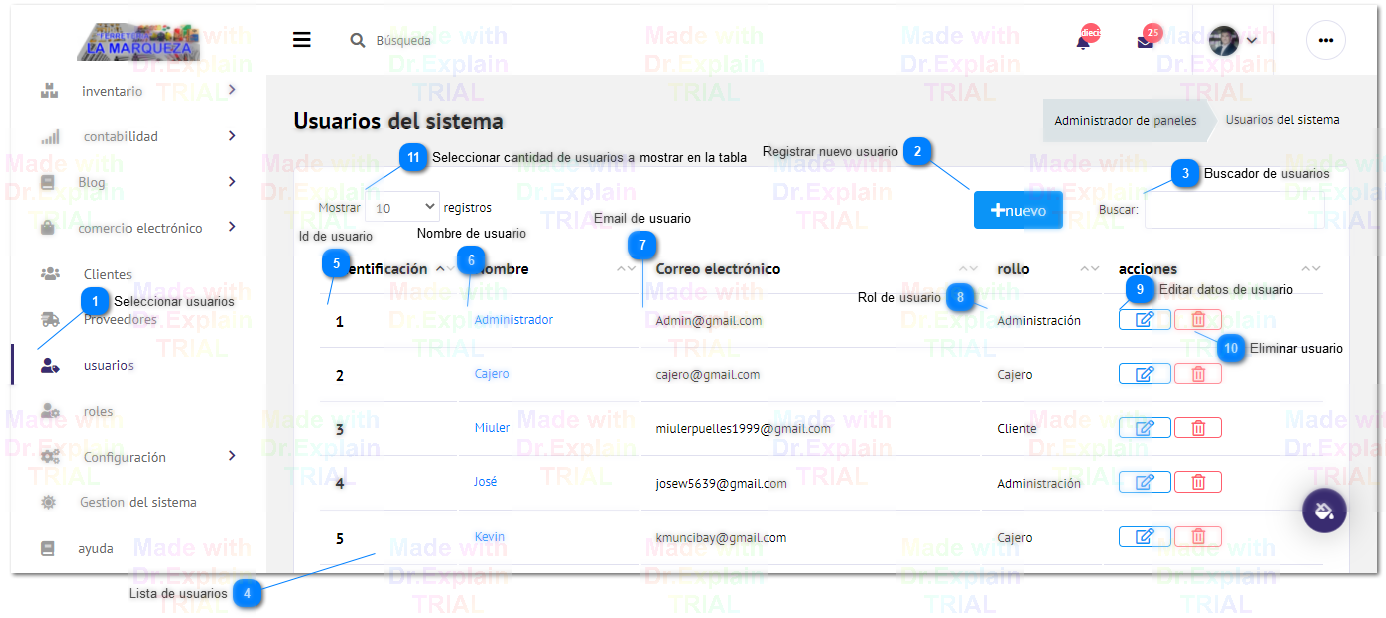 FERRETERIA
LA MARQUEZA
Búsqueda
dieci
25
inventario
contabilidad
Blog
comercio electrónico
Clientes
1 Seleccionar usuarios
Proveedores
usuarios
roles
Configuración
Gestion del sistema
ayuda
Usuarios del sistema
Administrador de paneles
Usuarios del sistema
11 Seleccionar cantidad de usuarios a mostrar en la tabla
Registrar nuevo usuario 2
3 Buscador de usuarios
Mostrar 10 registros
+nuevo
Buscar:
Id de usuario
5
Nombre de usuario
6
Email de usuario
7
entificación
ombre
Correo electrónico
rollo
acciones
Rol de usuario 8
9 Editar datos de usuario
10 Eliminar usuario
1 Administrador Admin@gmail.com Administración
2 Cajero cajero@gmail.com Cajero
3 Miuler miulerpuelles1999@gmail.com Cliente
4 José josew5639@gmail.com Administración
5 Kevin kmuncibay@gmail.com Cajero
Lista de usuarios 4
Made with
Dr.Explain
TRIAL